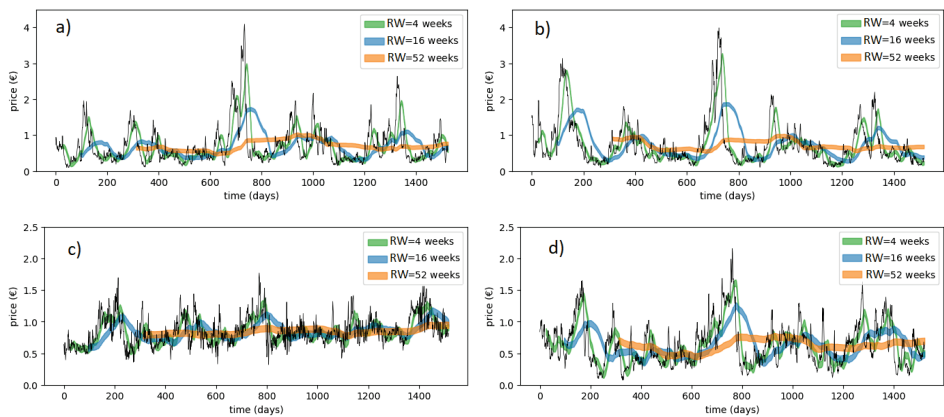 a)
RW=4 weeks
RW=16 weeks
RW=52 weeks
price (€)
4
3
2
1
0
0 200 400 600 800 1000 1200 1400
time (days)
b)
RW=4 weeks
RW=16 weeks
RW=52 weeks
price (€)
4
3
2
1
0
0 200 400 600 800 1000 1200 1400
time (days)
c)
RW=4 weeks
RW=16 weeks
RW=52 weeks
price (€)
2.5
2.0
1.5
1.0
0.5
0.0
0 200 400 600 800 1000 1200 1400
time (days)
d)
RW=4 weeks
RW=16 weeks
RW=52 weeks
price (€)
2.5
2.0
1.5
1.0
0.5
0.0
0 200 400 600 800 1000 1200 1400
time (days)